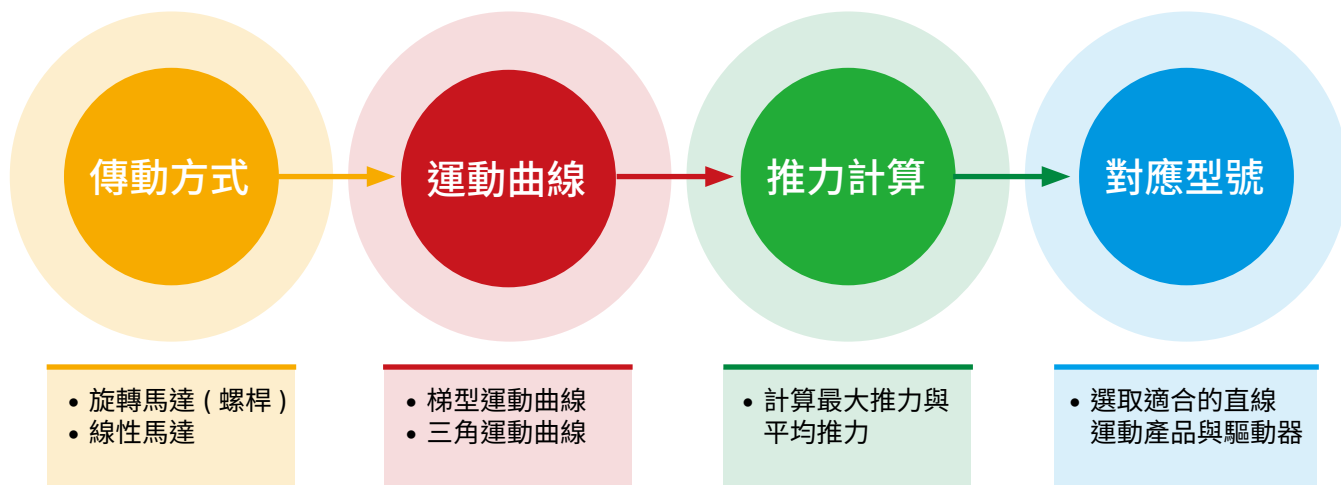 傳動方式
運動曲線
推力計算
對應型號
• 旋轉馬達 ( 螺桿 )
• 線性馬達
• 梯型運動曲線
• 三角運動曲線
• 計算最大推力與
平均推力
• 選取適合的直線
運動產品與驅動器